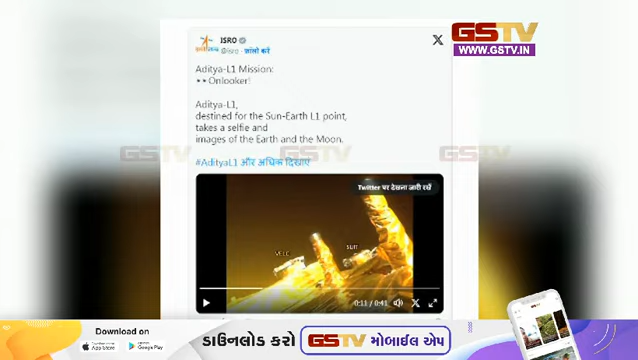 GSTV
WWW.GSTV.IN
ISRO
@isro · फ़ॉलो करें
X
Aditya-L1 Mission:
👀Onlooker!
Aditya-L1,
destined for the Sun-Earth L1 point,
takes a selfie and
images of the Earth and the Moon.
GSTV GSTV GSTV
#AdityaL1 और अधिक दिखाएं
Twitter पर देखना जारी रखें
VELC
SUIT
0:11 / 0:41
Download on
App Store
Google Play
ડાઉનલોડ કરો GSTV મોબાઈલ એપ